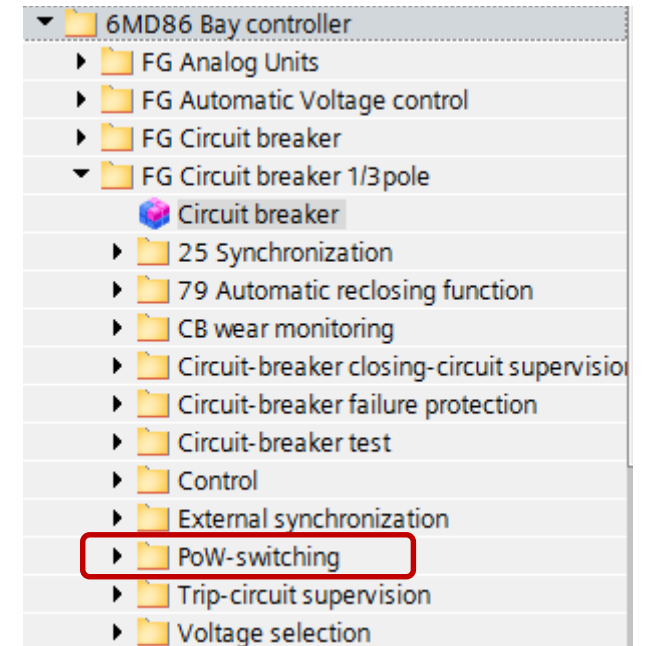 6MD86 Bay controller
FG Analog Units
FG Automatic Voltage control
FG Circuit breaker
FG Circuit breaker 1/3pole
Circuit breaker
25 Synchronization
79 Automatic reclosing function
CB wear monitoring
Circuit-breaker closing-circuit supervision
Circuit-breaker failure protection
Circuit-breaker test
Control
External synchronization
PoW-switching
Trip-circuit supervision
Voltage selection